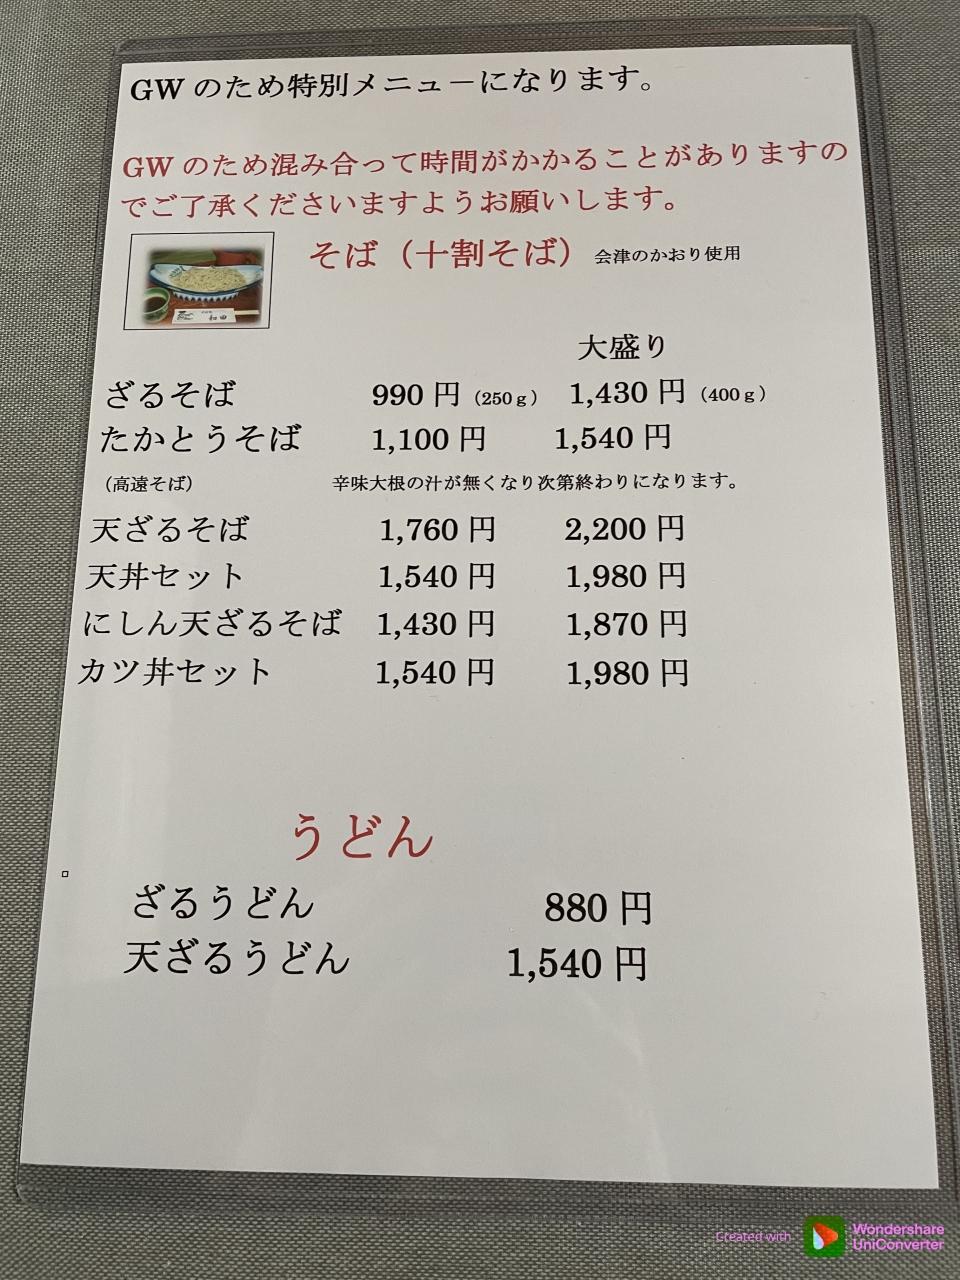 GWのため特別メニューになります。
GWのため混み合って時間がかかることがありますの
でご了承くださいますようお願いします。
そば（十割そば） 会津のかおり使用
和田
大盛り
ざるそば 990円（250ｇ） 1,430円（400ｇ）
たかとうそば 1,100円 1,540円
（高遠そば） 辛味大根の汁が無くなり次第終わりになります。
天ざるそば 1,760円 2,200円
天丼セット 1,540円 1,980円
にしん天ざるそば 1,430円 1,870円
カツ丼セット 1,540円 1,980円
うどん
ざるうどん 880円
天ざるうどん 1,540円
Created with Wondershare
UniConverter